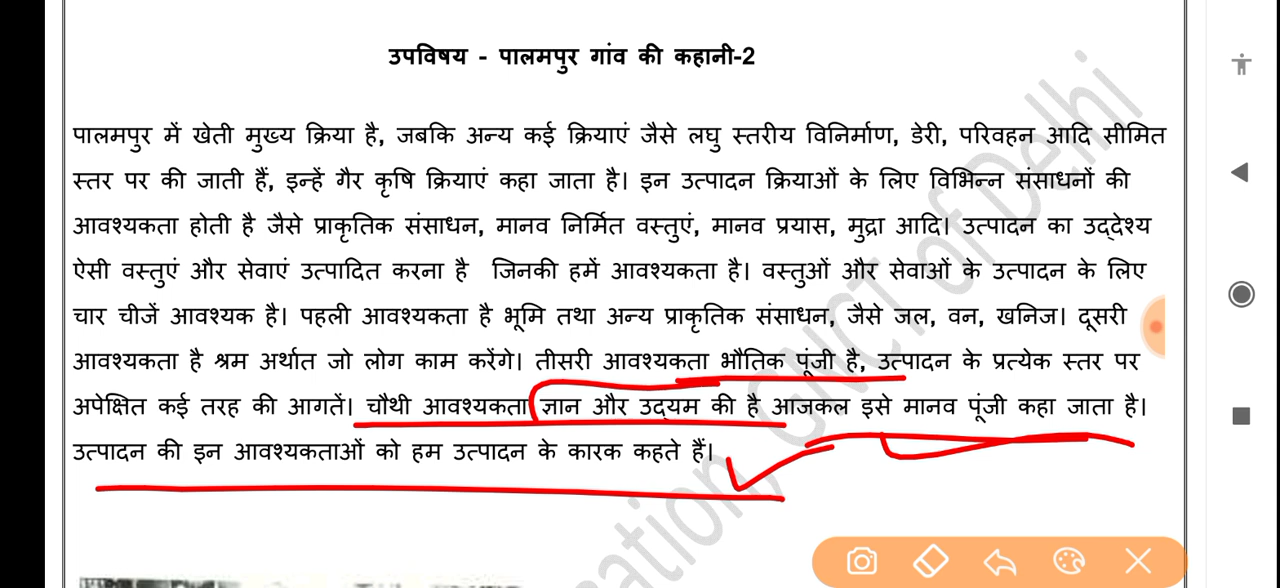 उपविषय - पालमपुर गांव की कहानी-2
पालमपुर में खेती मुख्य क्रिया है, जबकि अन्य कई क्रियाएं जैसे लघु स्तरीय विनिर्माण, डेरी, परिवहन आदि सीमित
स्तर पर की जाती हैं, इन्हें गैर कृषि क्रियाएं कहा जाता है। इन उत्पादन क्रियाओं के लिए विभिन्न संसाधनों की
आवश्यकता होती है जैसे प्राकृतिक संसाधन, मानव निर्मित वस्तुएं, मानव प्रयास, मुद्रा आदि। उत्पादन का उद्देश्य
ऐसी वस्तुएं और सेवाएं उत्पादित करना है जिनकी हमें आवश्यकता है। वस्तुओं और सेवाओं के उत्पादन के लिए
चार चीजें आवश्यक है। पहली आवश्यकता है भूमि तथा अन्य प्राकृतिक संसाधन, जैसे जल, वन, खनिज। दूसरी
आवश्यकता है श्रम अर्थात जो लोग काम करेंगे। तीसरी आवश्यकता भौतिक पूंजी है, उत्पादन के प्रत्येक स्तर पर
अपेक्षित कई तरह की आगतें। चौथी आवश्यकता ज्ञान और उद्यम की है आजकल इसे मानव पूंजी कहा जाता है।
उत्पादन की इन आवश्यकताओं को हम उत्पादन के कारक कहते हैं।
GNCT of Delhi